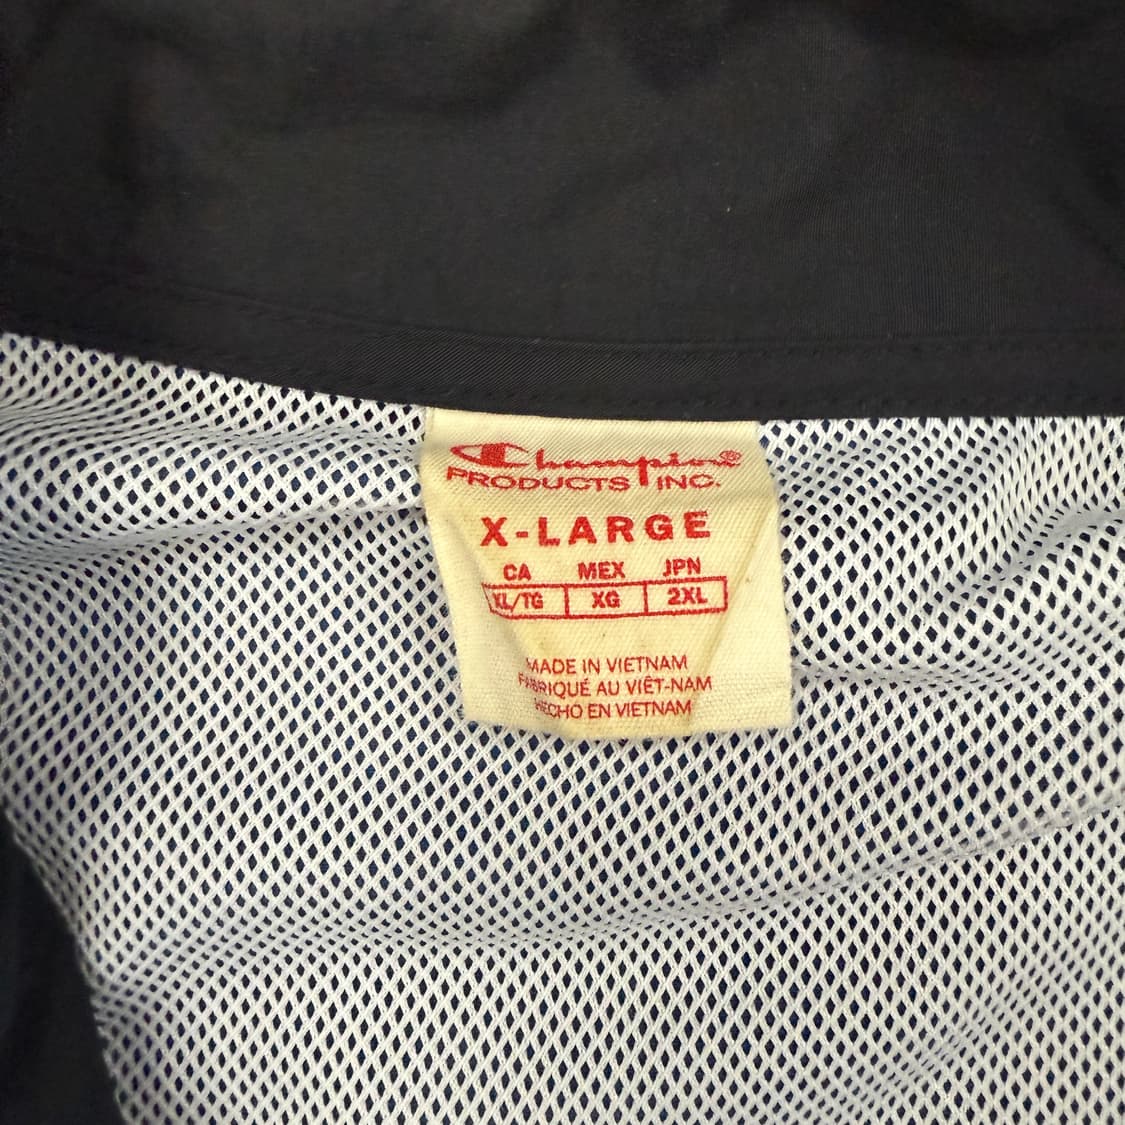 Champion®
PRODUCTS INC.
X-LARGE
CA MEX JPN
XL/TG XG 2XL
MADE IN VIETNAM
FABRIQUÉ AU VIÊT-NAM
HECHO EN VIETNAM